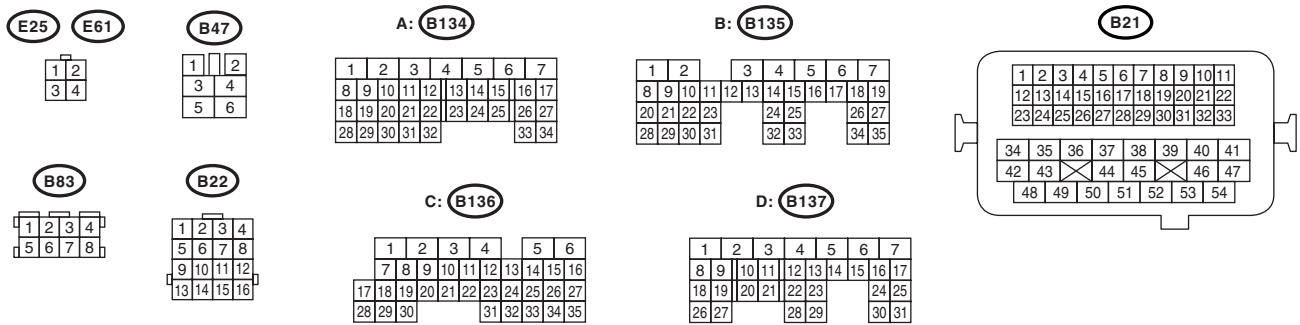 E25 E61
1 2
3 4
B47
1 2
3 4
5 6
A: B134
1 2 3 4 5 6 7
8 9 10 11 12 13 14 15 16 17
18 19 20 21 22 23 24 25 26 27
28 29 30 31 32 33 34
B: B135
1 2 3 4 5 6 7
8 9 10 11 12 13 14 15 16 17 18 19
20 21 22 23 24 25 26 27
28 29 30 31 32 33 34 35
B21
1 2 3 4 5 6 7 8 9 10 11
12 13 14 15 16 17 18 19 20 21 22
23 24 25 26 27 28 29 30 31 32 33
34 35 36 37 38 39 40 41
42 43 44 45 46 47
48 49 50 51 52 53 54
B83
1 2 3 4
5 6 7 8
B22
1 2 3 4
5 6 7 8
9 10 11 12
13 14 15 16
C: B136
1 2 3 4 5 6
7 8 9 10 11 12 13 14 15 16
17 18 19 20 21 22 23 24 25 26 27
28 29 30 31 32 33 34 35
D: B137
1 2 3 4 5 6 7
8 9 10 11 12 13 14 15 16 17
18 19 20 21 22 23 24 25
26 27 28 29 30 31